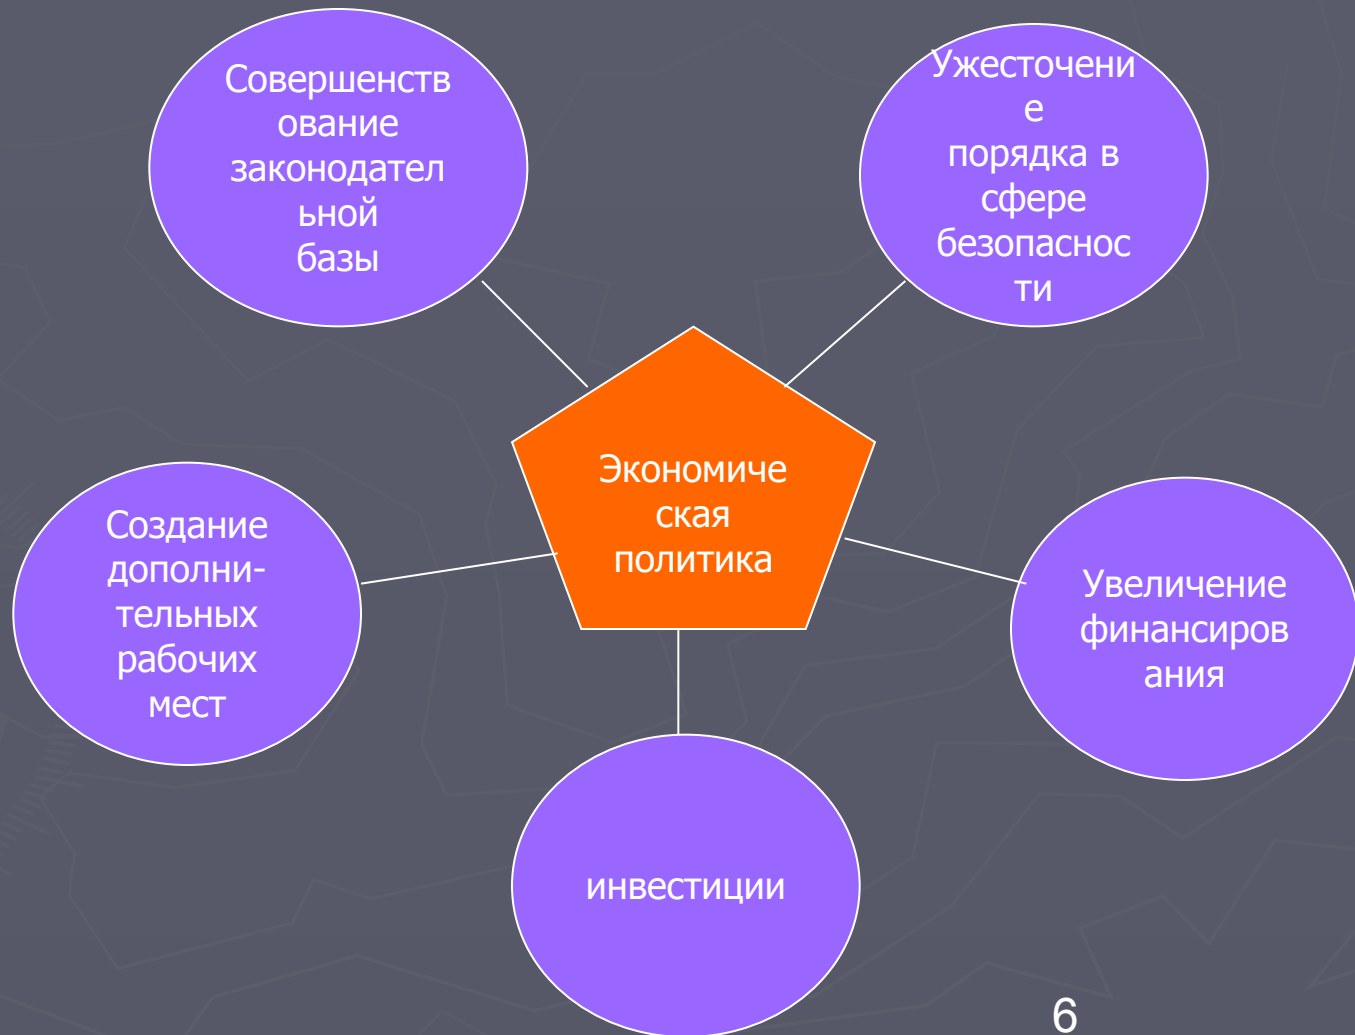 Совершенств
ование
законодател
ьной
базы
Ужесточени
е
порядка в
сфере
безопаснос
ти
Экономиче
ская
политика
Создание
дополни-
тельных
рабочих
мест
Увеличение
финансиров
ания
инвестиции
6